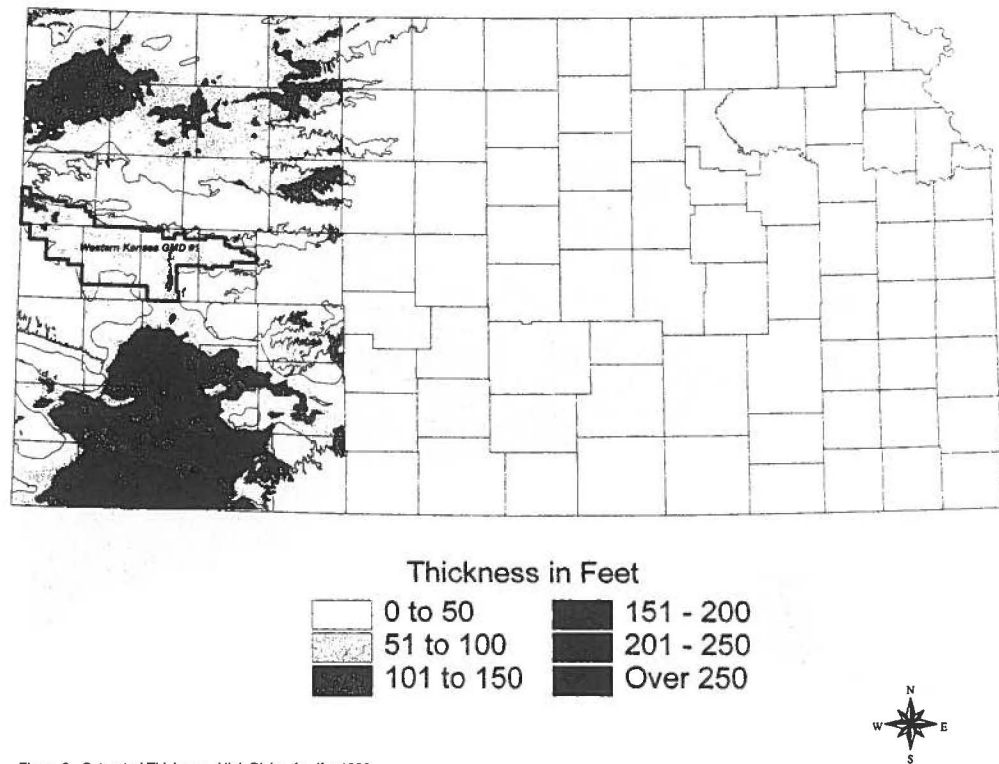 Western Kansas GMD #1
Thickness in Feet
0 to 50
51 to 100
101 to 150
151 - 200
201 - 250
Over 250
N
W E
S